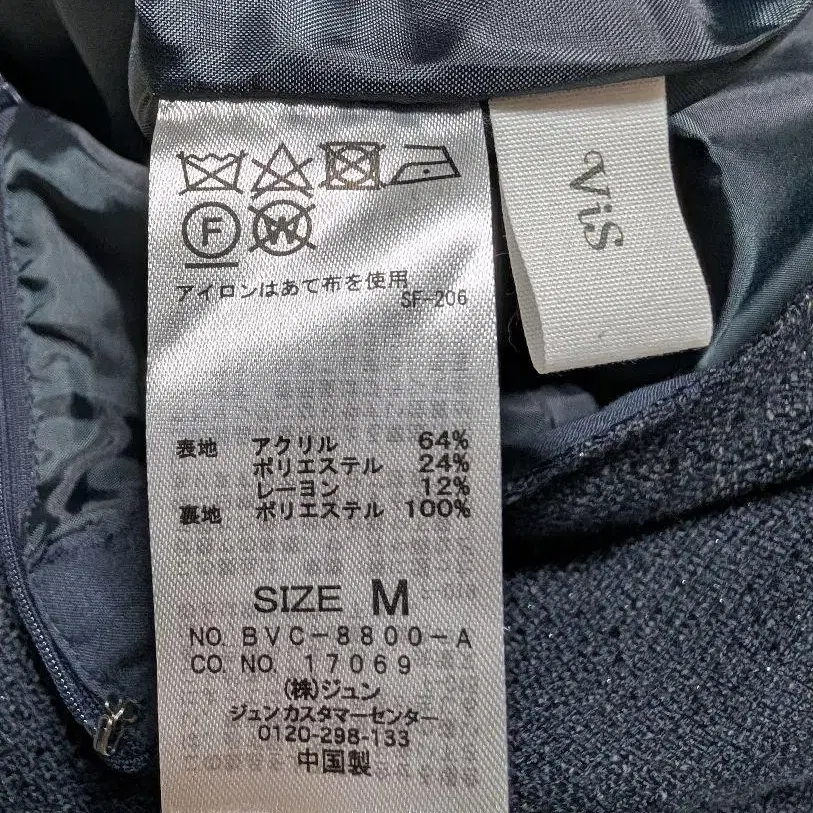 F W
アイロンはあて布を使用
SF-206
表地 アクリル 64%
ポリエステル 24%
レーヨン 12%
裏地 ポリエステル 100%
SIZE M
NO. BVC-8800-A
CO. NO. 17069
(株)ジュン
ジュンカスタマーセンター
0120-298-133
中国製
ViS